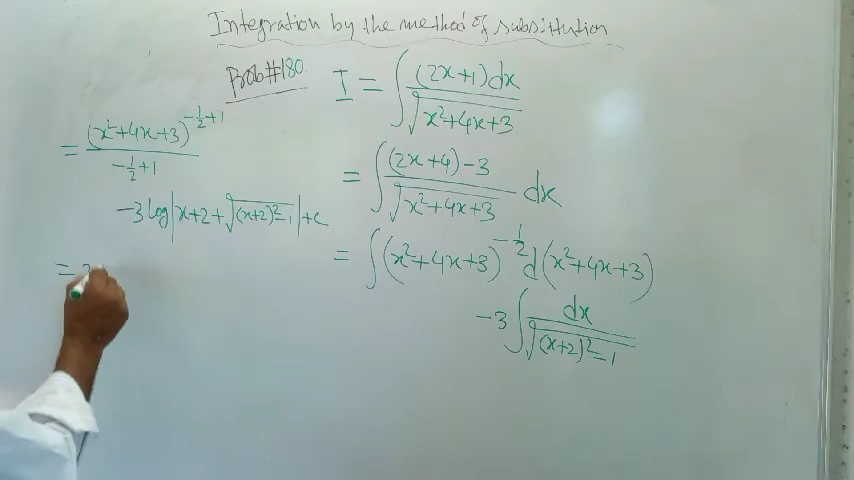 Integration by the method of substitution
Prob#180
I = ∫ (2x+1)dx / √(x²+4x+3)
= ∫ ((2x+4)-3) / √(x²+4x+3) dx
= ∫ (x²+4x+3)^(-1/2) d(x²+4x+3)
-3 ∫ dx / √((x+2)²-1)
= (x²+4x+3)^(-1/2+1) / (-1/2+1)
-3 log|x+2+√((x+2)²-1)|+c
=